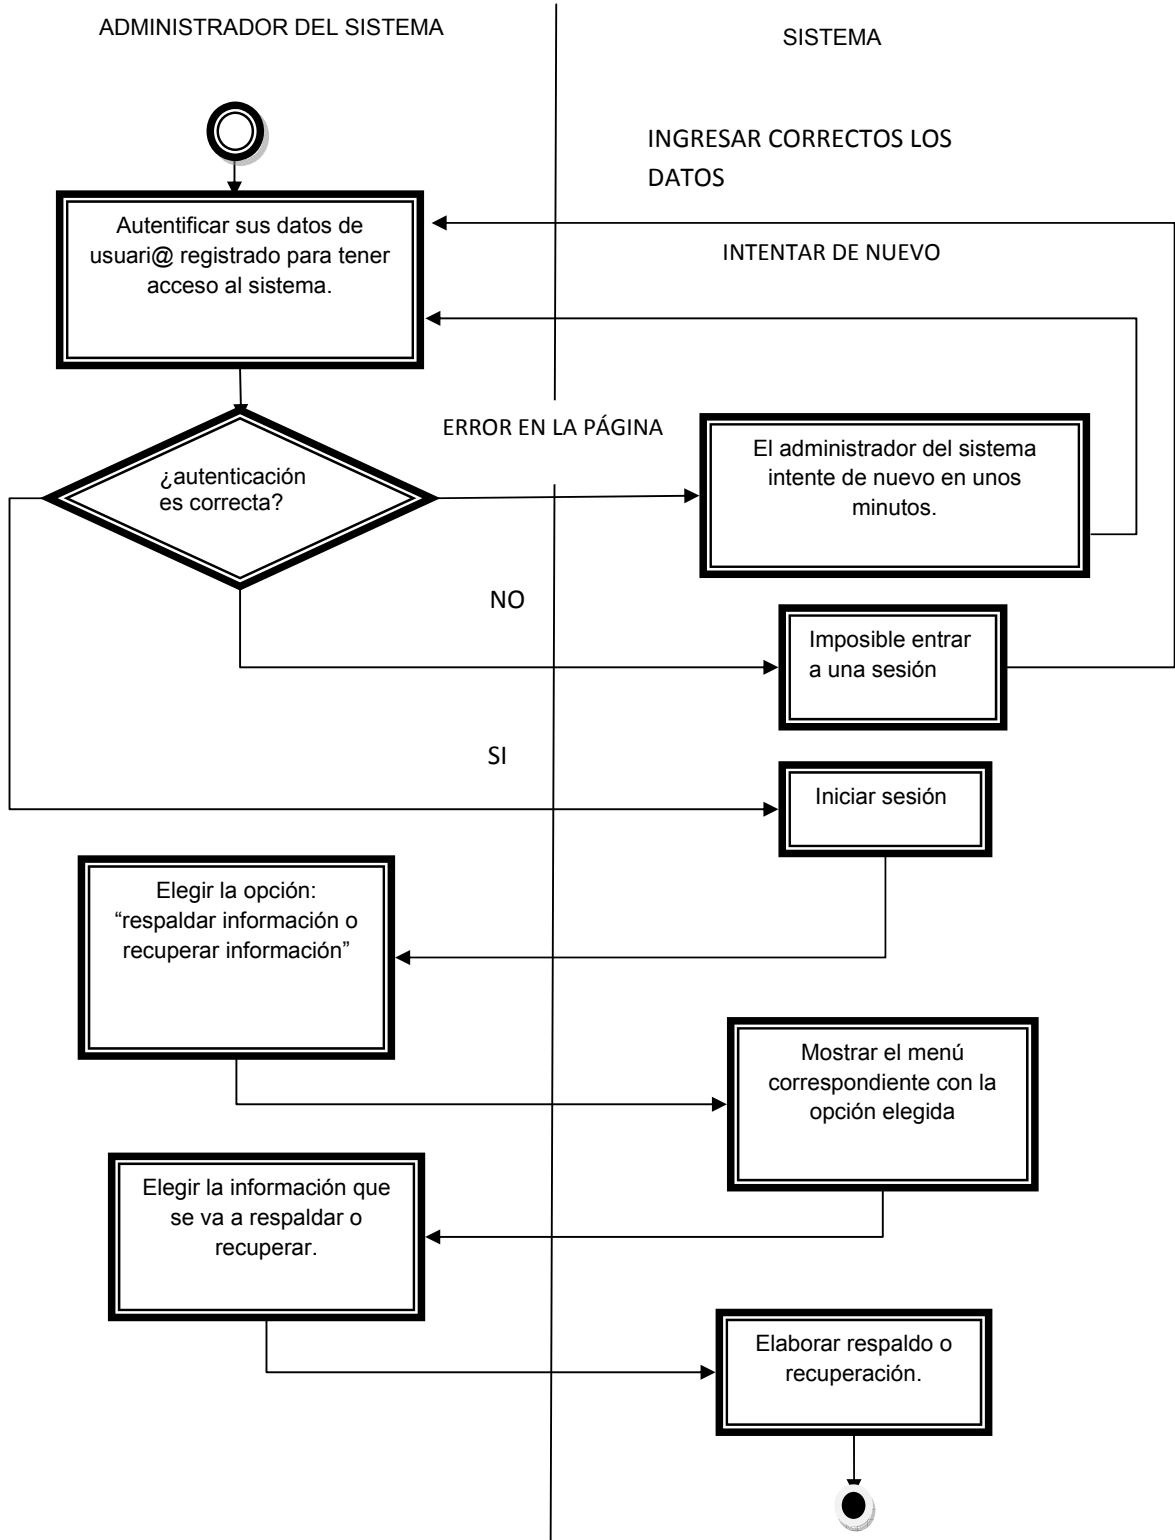 ADMINISTRADOR DEL SISTEMA
SISTEMA
INGRESAR CORRECTOS LOS
DATOS
Autentificar sus datos de
usuari@ registrado para tener
acceso al sistema.
INTENTAR DE NUEVO
ERROR EN LA PÁGINA
El administrador del sistema
intente de nuevo en unos
minutos.
¿autenticación
es correcta?
NO
Imposible entrar
a una sesión
SI
Iniciar sesión
Elegir la opción:
“respaldar información o
recuperar información”
Mostrar el menú
correspondiente con la
opción elegida
Elegir la información que
se va a respaldar o
recuperar.
Elaborar respaldo o
recuperación.